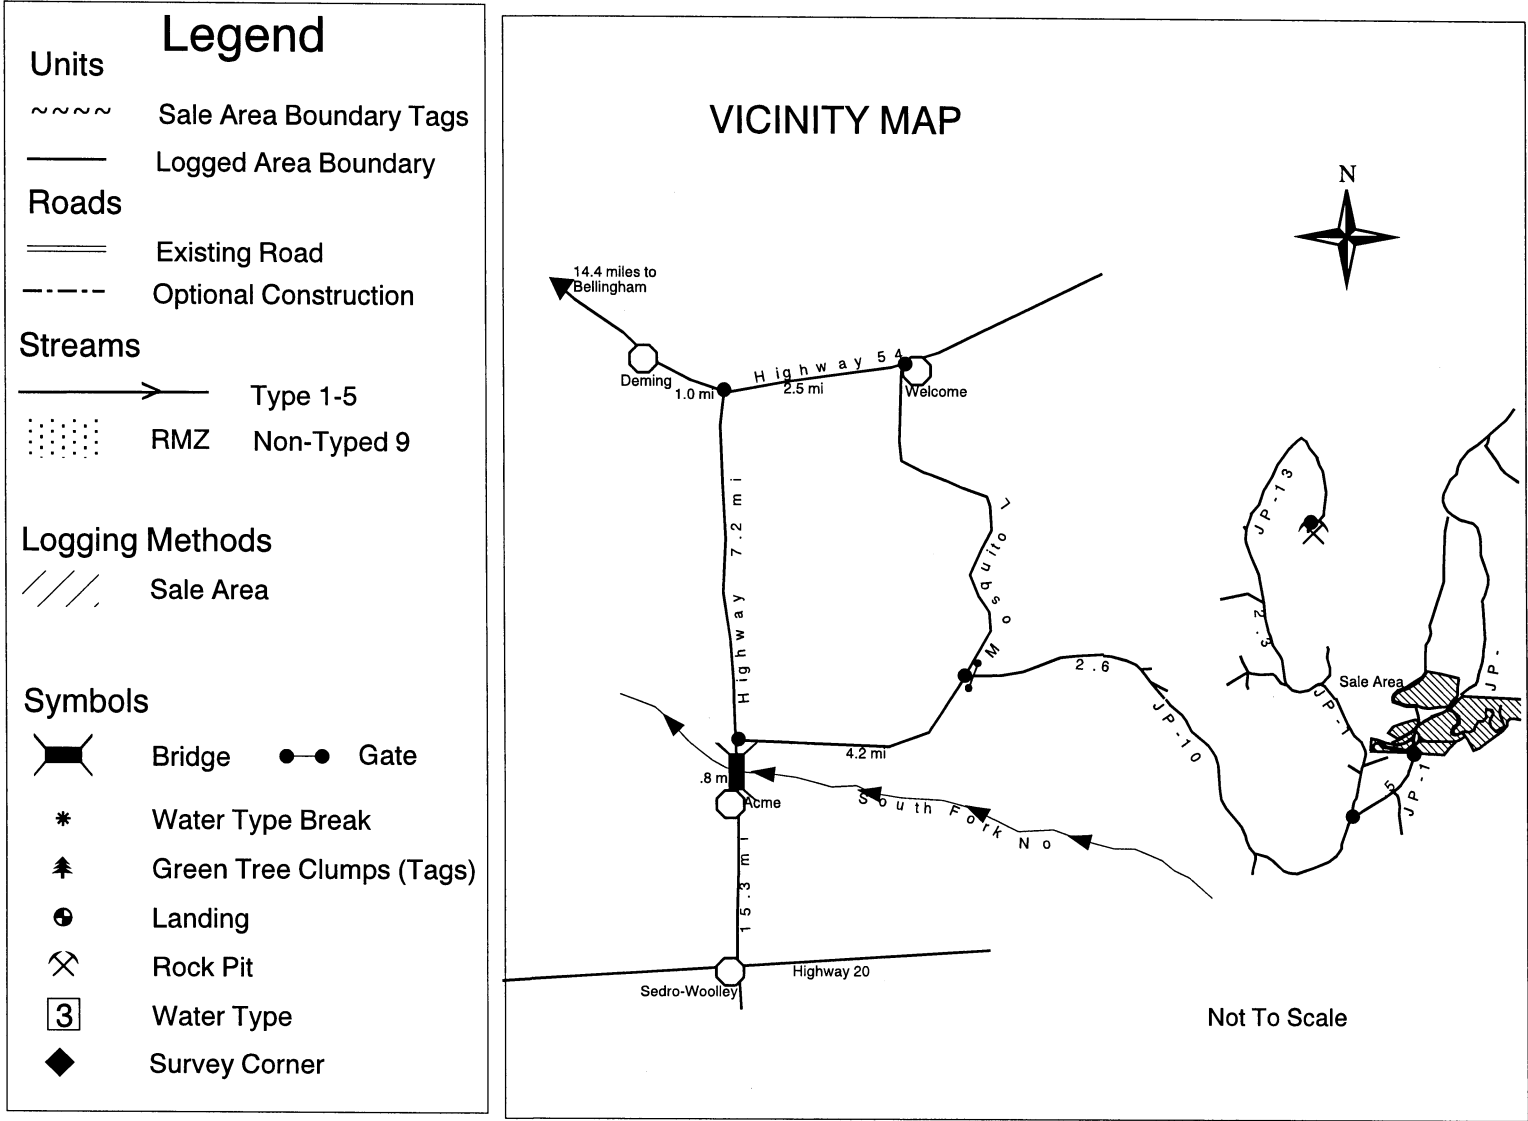 Legend
Units
Sale Area Boundary Tags
Logged Area Boundary
Roads
Existing Road
Optional Construction
Streams
Type 1-5
RMZ Non-Typed 9
Logging Methods
Sale Area
Symbols
Bridge Gate
Water Type Break
Green Tree Clumps (Tags)
Landing
Rock Pit
3 Water Type
Survey Corner
VICINITY MAP
N
14.4 miles to
Bellingham
Deming
1.0 mi
Highway 54
2.5 mi
Welcome
Highway 7.2 mi
Mosquito L
JP-13
2.3
2.6
JP-10
JP-1
Sale Area
JP-
.5
JP-1
4.2 mi
.8 m
Acme
South Fork No
15.3 mi
Highway 20
Sedro-Woolley
Not To Scale